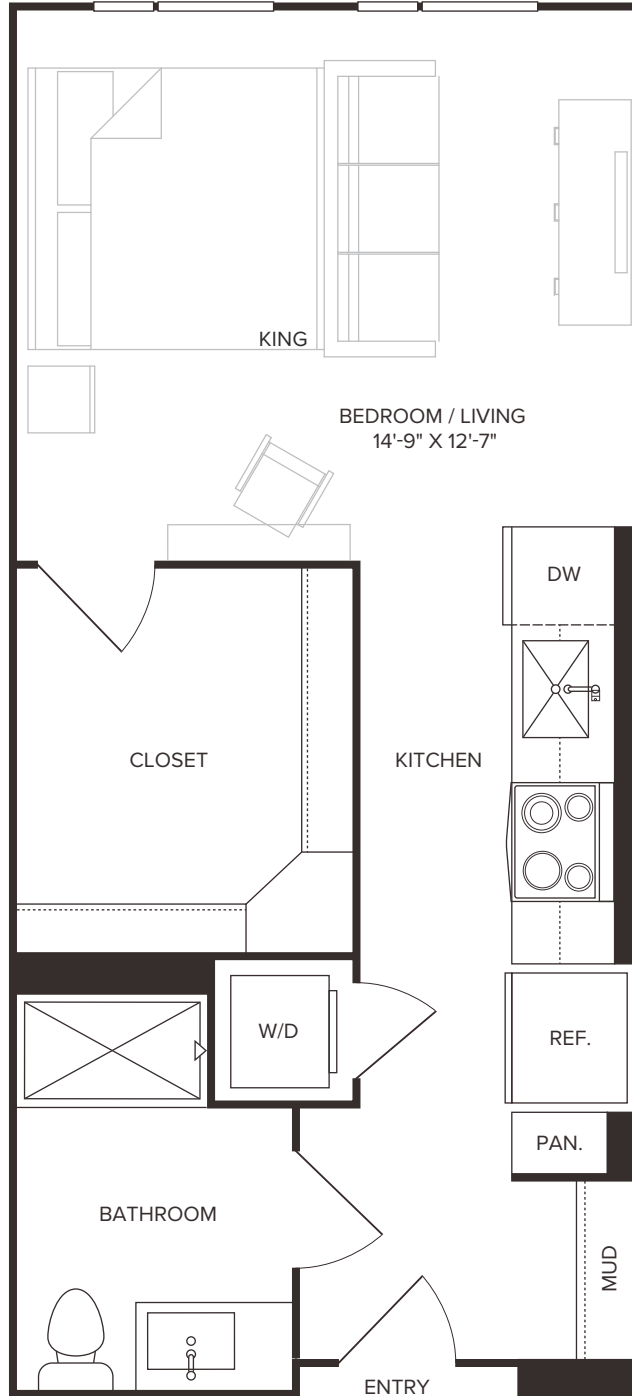 KING
BEDROOM / LIVING
14'-9" X 12'-7"
DW
CLOSET
KITCHEN
W/D
REF.
PAN.
BATHROOM
MUD
ENTRY